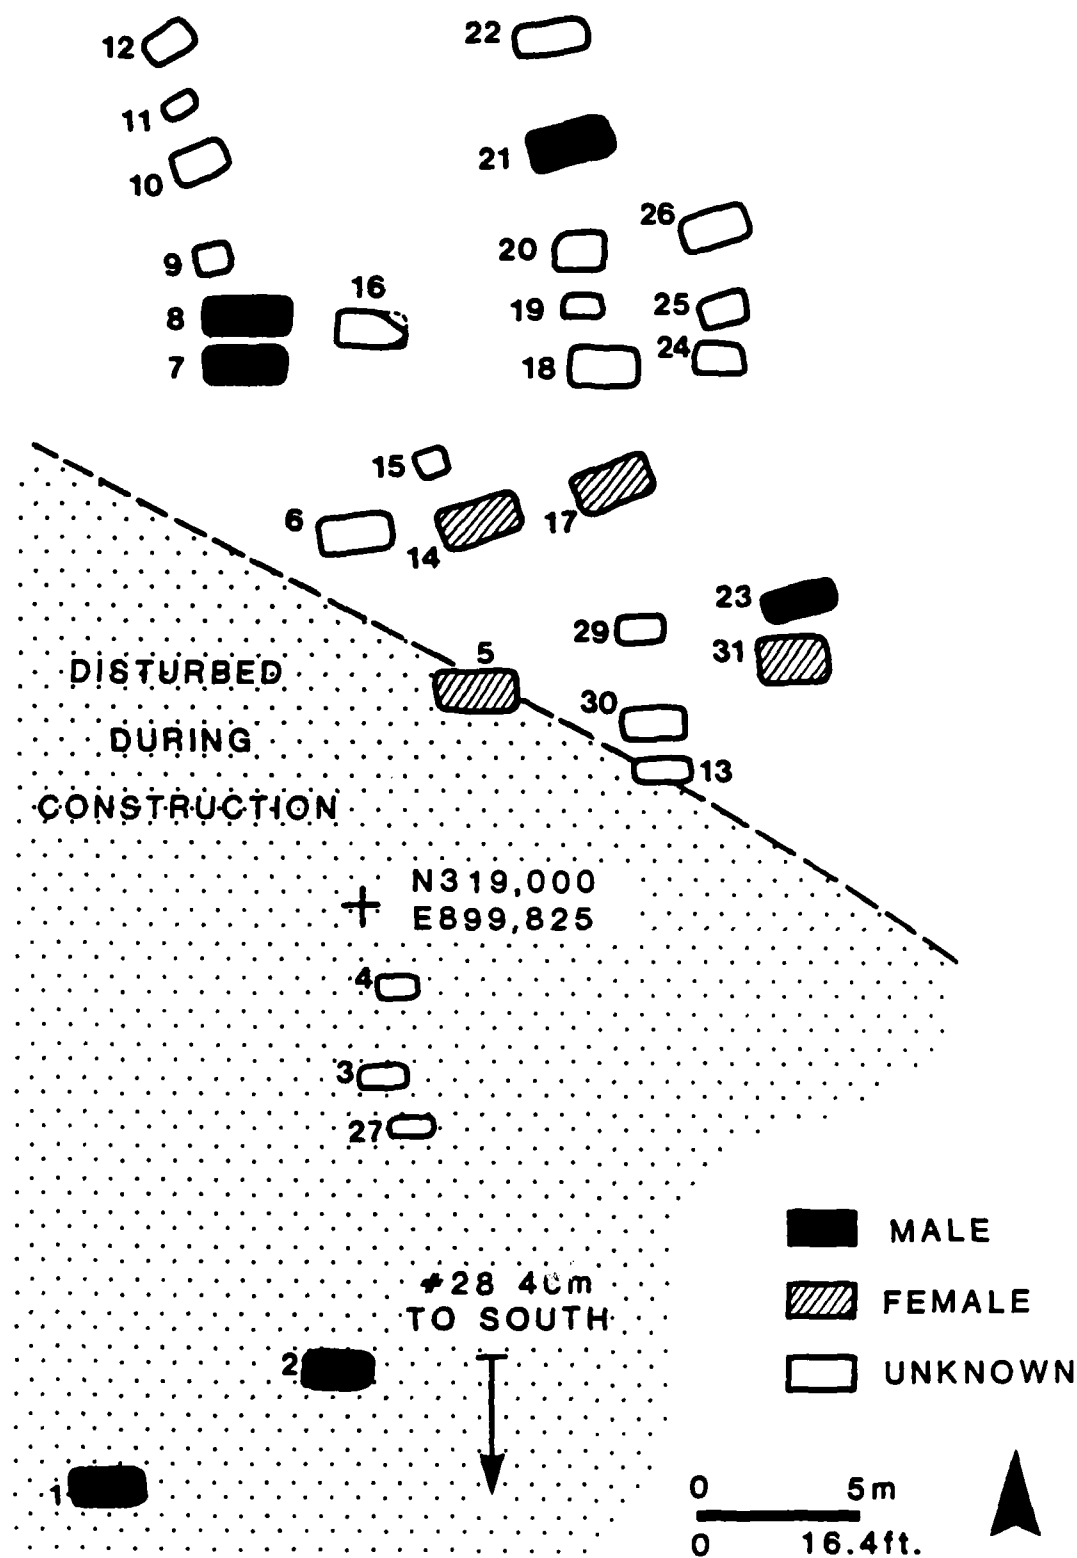 12
22
11
21
10
26
20
9
16
19
25
8
18
24
7
15
6
17
14
23
29
31
5
DISTURBED
30
DURING
13
CONSTRUCTION
N319,000
E899,825
4
3
27
MALE
#28 40m
TO SOUTH
FEMALE
2
UNKNOWN
1
0 5m
0 16.4ft.